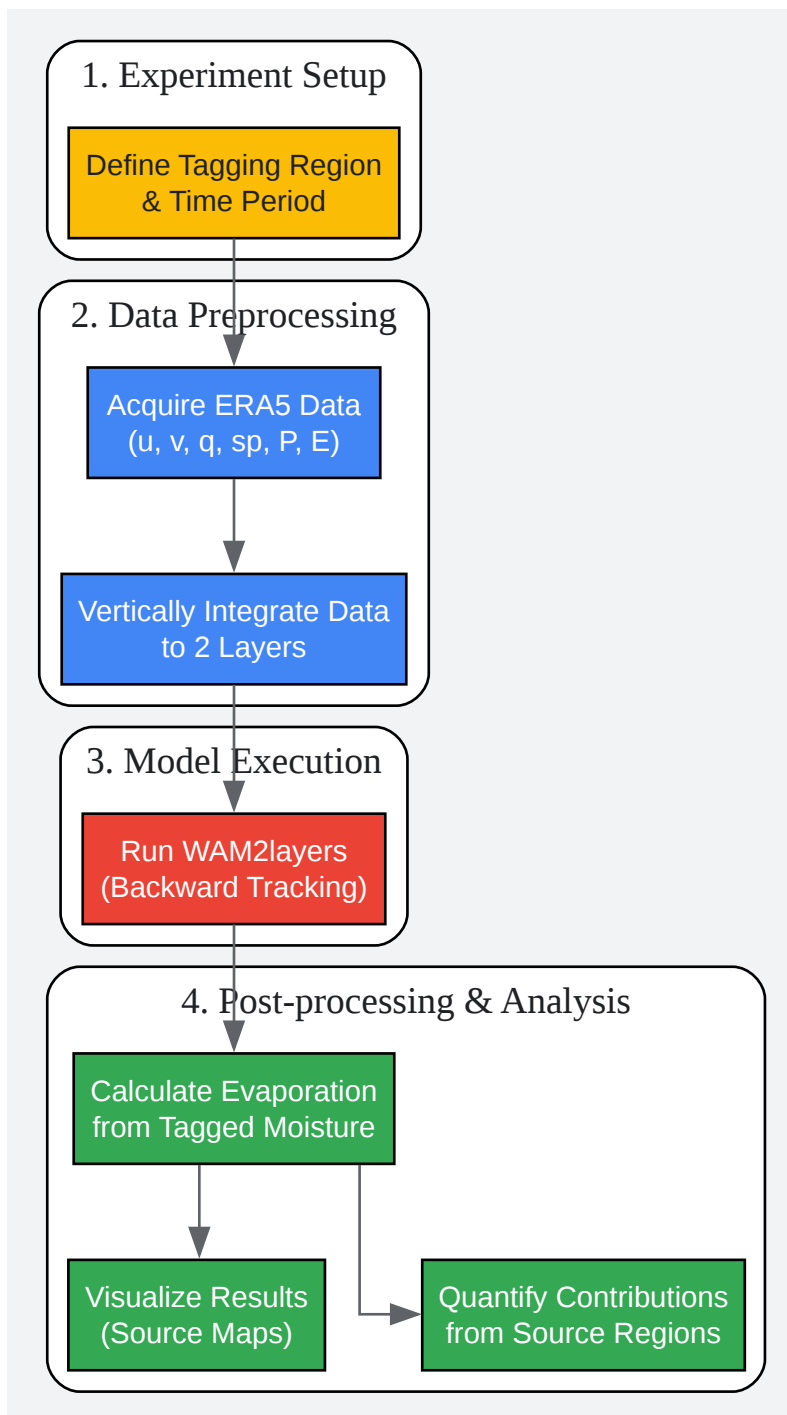 1. Experiment Setup
Define Tagging Region
& Time Period
2. Data Preprocessing
Acquire ERA5 Data
(u, v, q, sp, P, E)
Vertically Integrate Data
to 2 Layers
3. Model Execution
Run WAM2layers
(Backward Tracking)
4. Post-processing & Analysis
Calculate Evaporation
from Tagged Moisture
Visualize Results
(Source Maps)
Quantify Contributions
from Source Regions